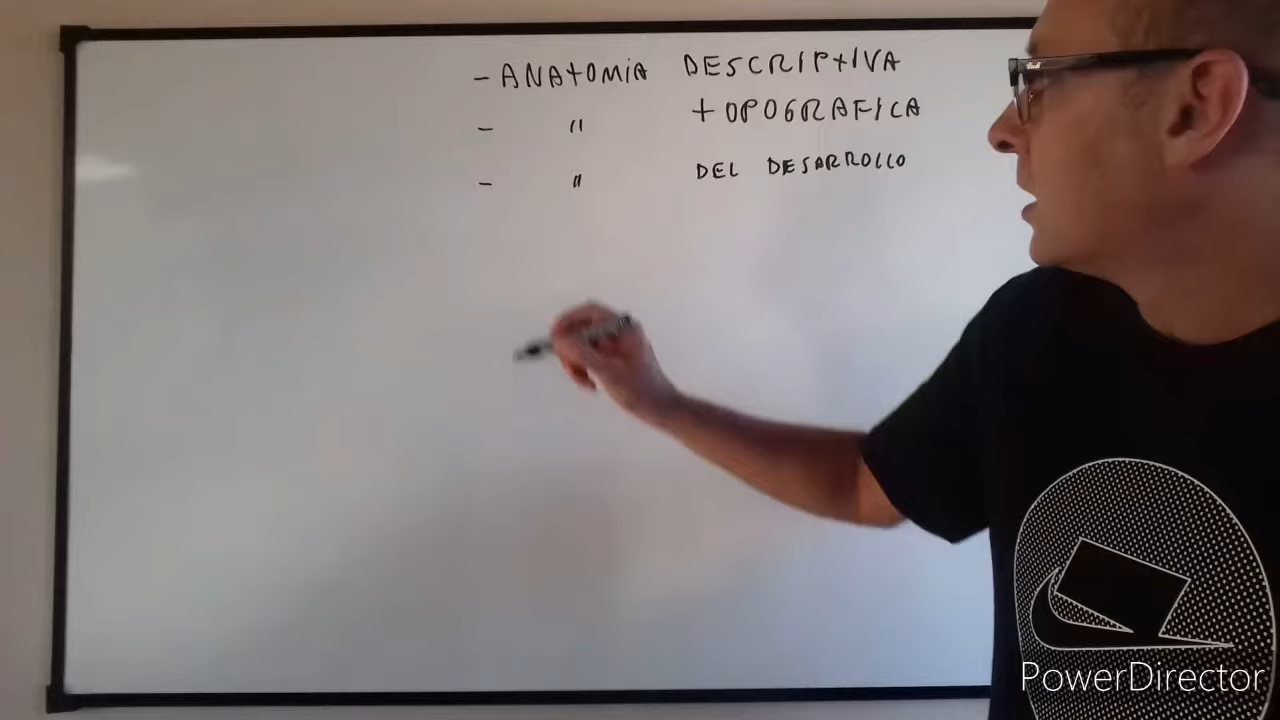 - ANATOMIA DESCRIPTIVA
- " TOPOGRAFICA
- " DEL DESARROLLO
PowerDirector